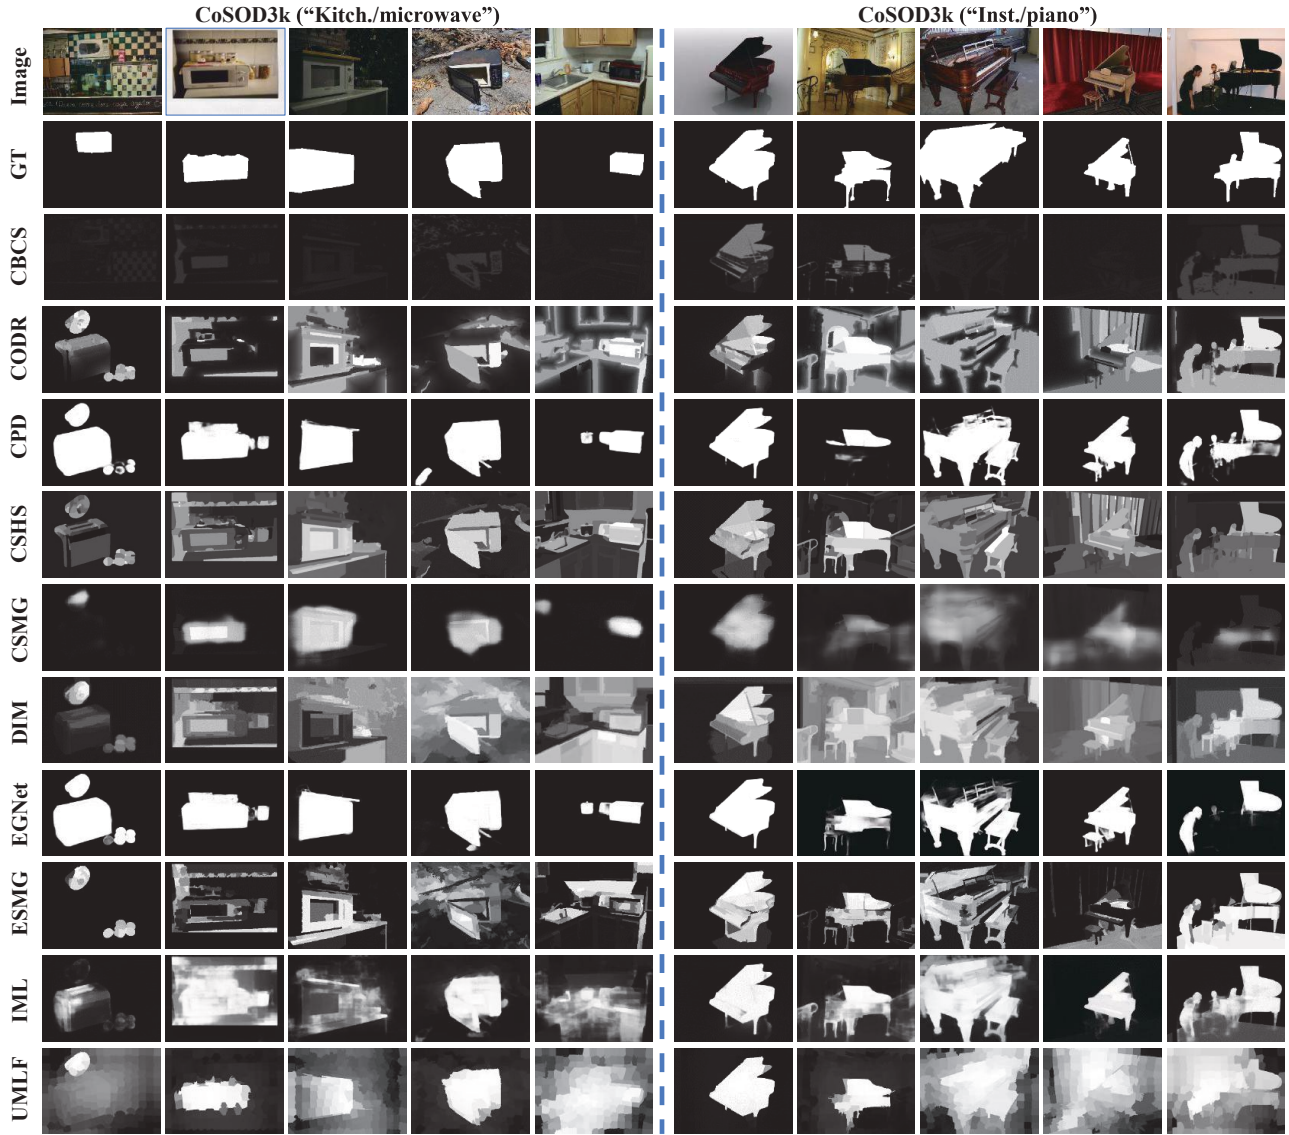 CoSOD3k (“Kitch./microwave”)
CoSOD3k (“Inst./piano”)
Image
GT
CBCS
CODR
CPD
CSHS
CSMG
DIM
EGNet
ESMG
IML
UMLF